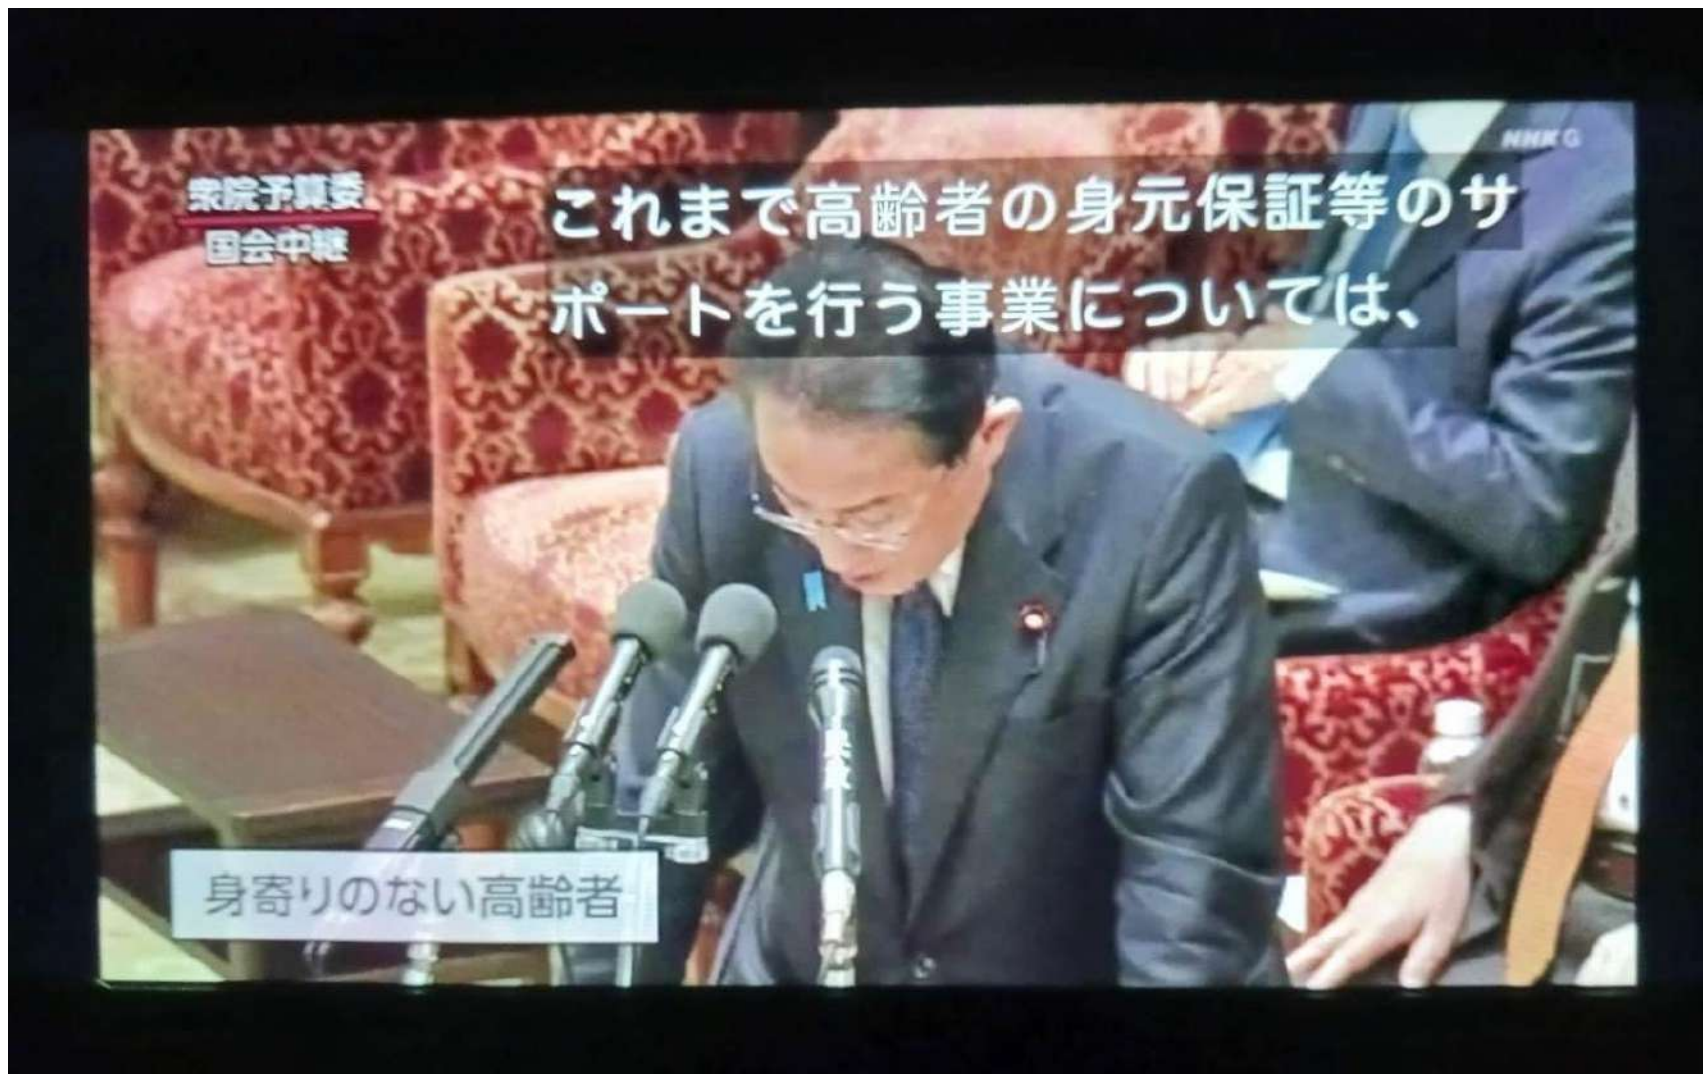 衆院予算委
国会中継
NHK G
これまで高齢者の身元保証等のサ
ポートを行う事業については、
身寄りのない高齢者